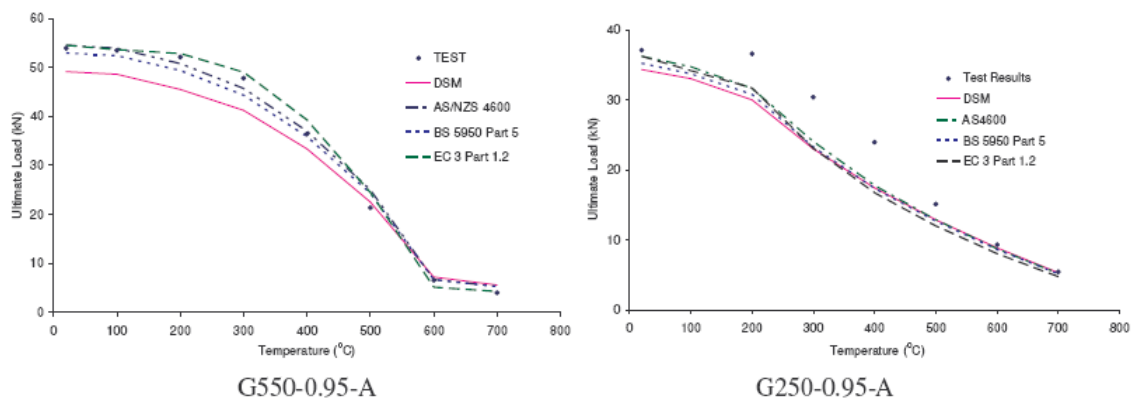 60
50
40
30
20
10
0
Ultimate Load (kN)
0 100 200 300 400 500 600 700 800
Temperature (°C)
TEST
DSM
AS/NZS 4600
BS 5950 Part 5
EC 3 Part 1.2
G550-0.95-A
40
30
20
10
0
Ultimate Load (kN)
0 100 200 300 400 500 600 700 800
Temperature (°C)
Test Results
DSM
AS4600
BS 5950 Part 5
EC 3 Part 1.2
G250-0.95-A